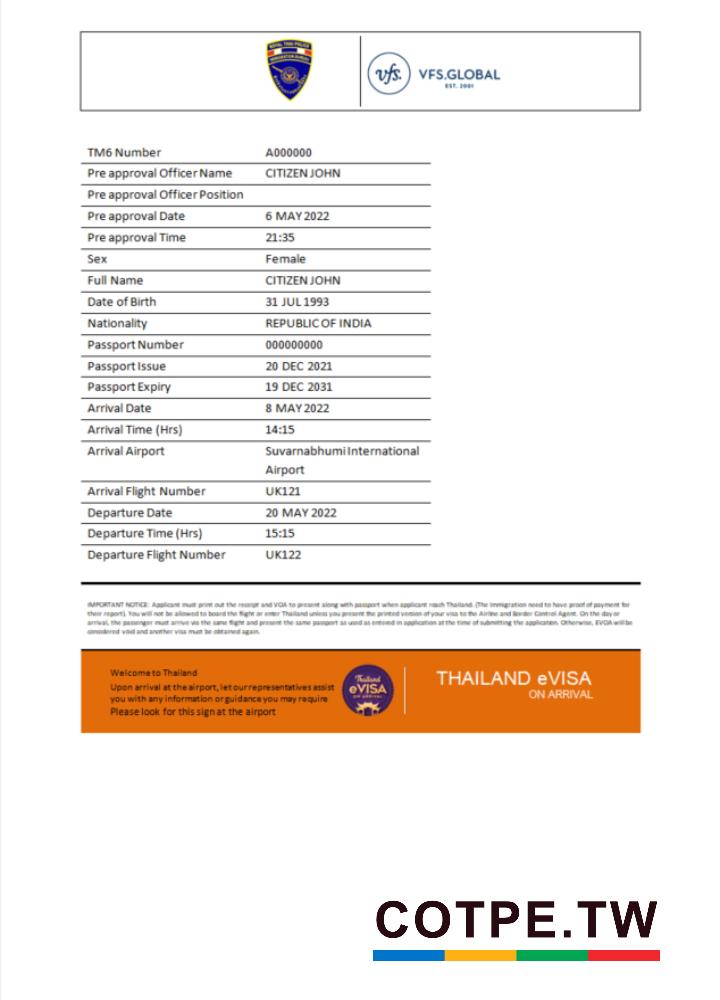 ROYAL THAI POLICE
IMMIGRATION BUREAU
vfs. VFS.GLOBAL
EST. 2001
TM6 Number A000000
Pre approval Officer Name CITIZEN JOHN
Pre approval Officer Position
Pre approval Date 6 MAY 2022
Pre approval Time 21:35
Sex Female
Full Name CITIZEN JOHN
Date of Birth 31 JUL 1993
Nationality REPUBLIC OF INDIA
Passport Number 000000000
Passport Issue 20 DEC 2021
Passport Expiry 19 DEC 2031
Arrival Date 8 MAY 2022
Arrival Time (Hrs) 14:15
Arrival Airport Suvarnabhumi International
Airport
Arrival Flight Number UK121
Departure Date 20 MAY 2022
Departure Time (Hrs) 15:15
Departure Flight Number UK122
IMPORTANT NOTICE: Applicant must print out the receipt and VOA to present along with passport when applicant reach Thailand. (The Immigration need to have proof of payment for
their report). You will not be allowed to board the flight or enter Thailand unless you present the printed version of your visa to the Airline and Border Control Agent. On the day or
arrival, the passenger must arrive via the same flight and present the same passport as used as entered in application at the time of submitting the application. Otherwise, EVOA will be
considered void and another visa must be obtained again.
Welcome to Thailand
Upon arrival at the airport, let our representatives assist
you with any information or guidance you may require
Please look for this sign at the airport
Thailand
eVISA
ON ARRIVAL
THAILAND eVISA
ON ARRIVAL
COTPE.TW